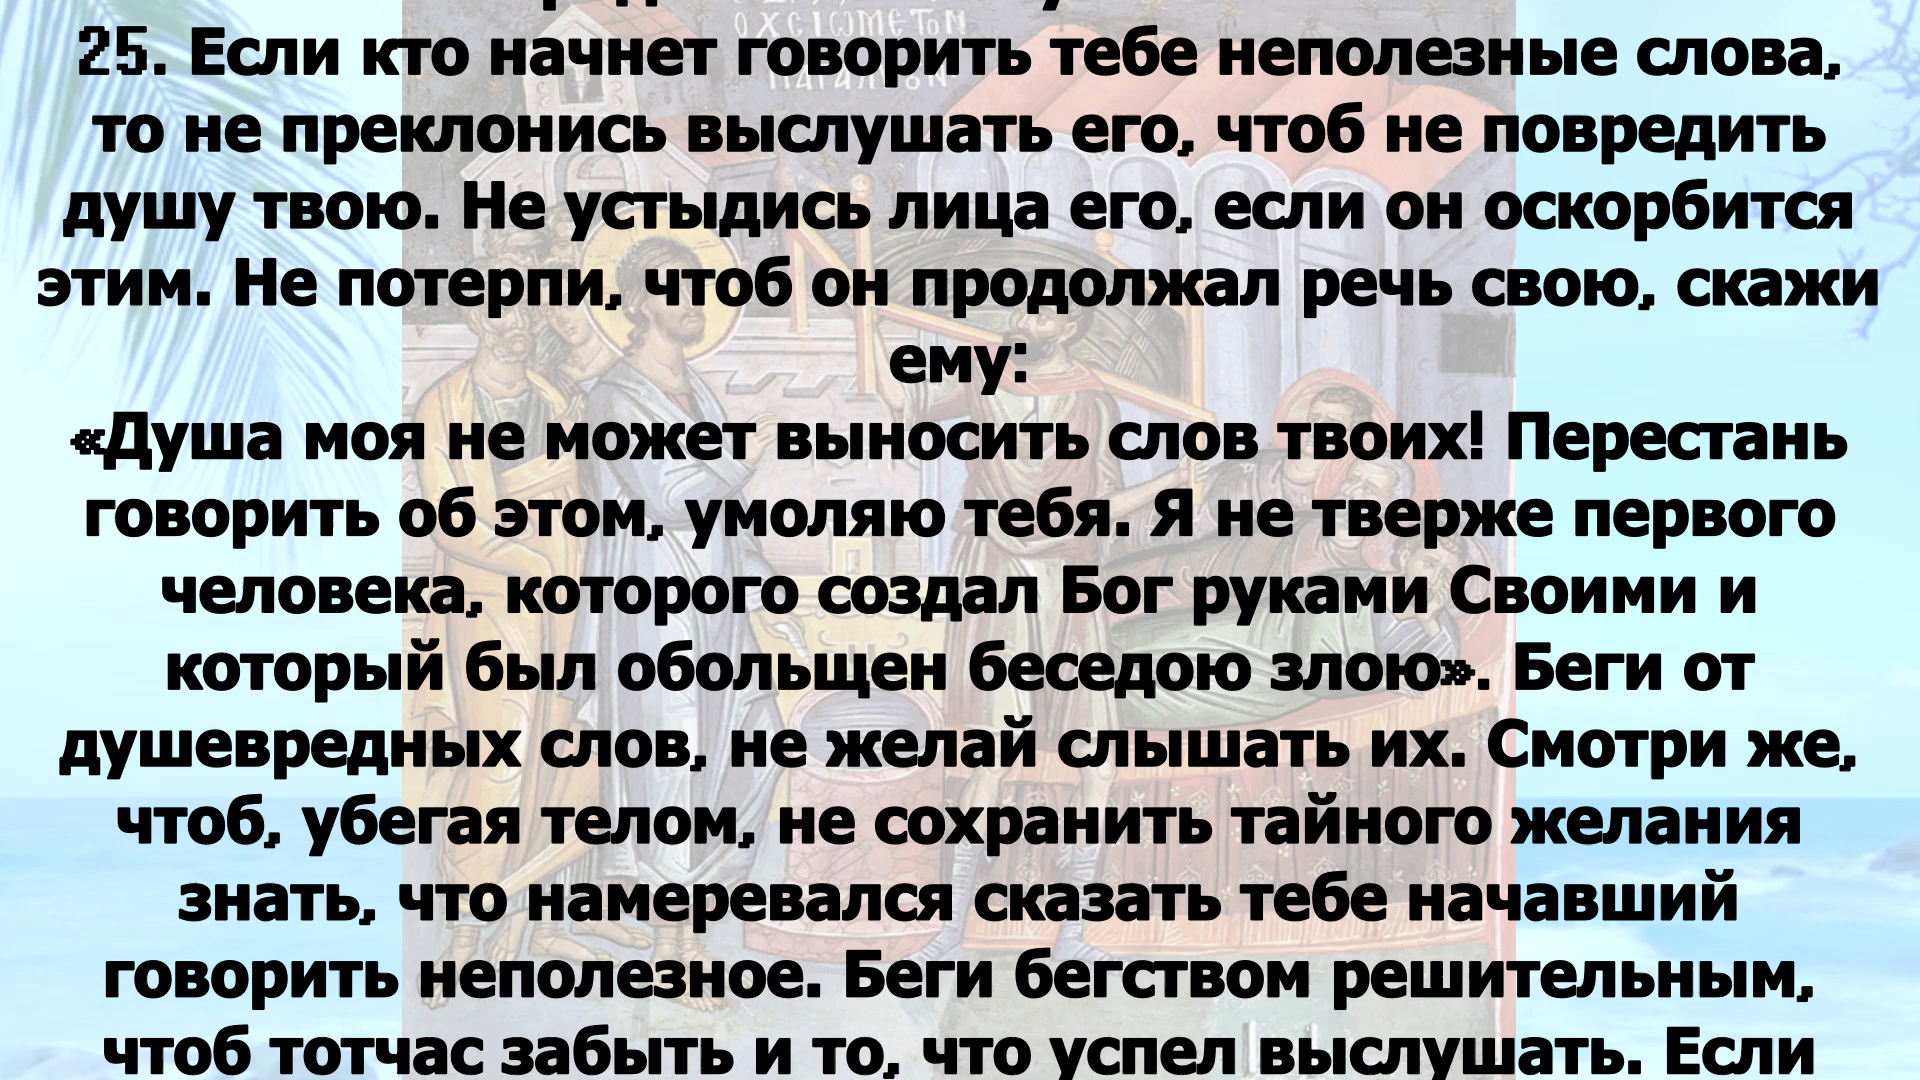 ΟΧΕΙϹΟΜΕΤΟΝ
25. Если кто начнет говорить тебе неполезные слова,
то не преклонись выслушать его, чтоб не повредить
душу твою. Не устыдись лица его, если он оскорбится
этим. Не потерпи, чтоб он продолжал речь свою, скажи
ему:
«Душа моя не может выносить слов твоих! Перестань
говорить об этом, умоляю тебя. Я не тверже первого
человека, которого создал Бог руками Своими и
который был обольщен беседою злою». Беги от
душевредных слов, не желай слышать их. Смотри же,
чтоб, убегая телом, не сохранить тайного желания
знать, что намеревался сказать тебе начавший
говорить неполезное. Беги бегством решительным,
чтоб тотчас забыть и то, что успел выслушать. Если